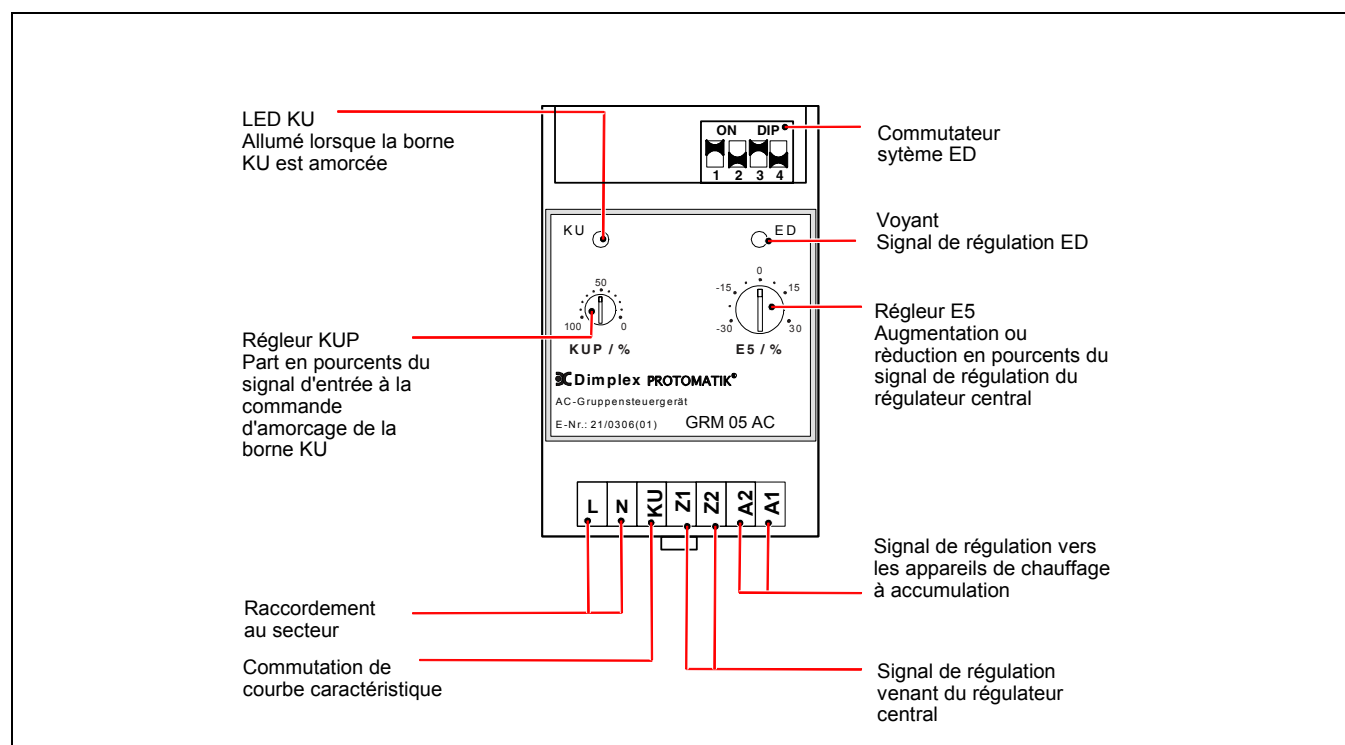 LED KU
Allumé lorsque la borne
KU est amorcée
ON DIP
1 2 3 4
Commutateur
sytème ED
KU
ED
Voyant
Signal de régulation ED
50
100
0
KUP / %
0
-15
15
-30
30
E5 / %
Régleur KUP
Part en pourcents du
signal d'entrée à la
commande
d'amorcage de la
borne KU
Régleur E5
Augmentation ou
rèduction en pourcents du
signal de régulation du
régulateur central
Dimplex PROTOMATIK®
AC-Gruppensteuergerät
E-Nr.: 21/0306(01) GRM 05 AC
L N KU Z1 Z2 A2 A1
Signal de régulation vers
les appareils de chauffage
à accumulation
Raccordement
au secteur
Commutation de
courbe caractéristique
Signal de régulation
venant du régulateur
central